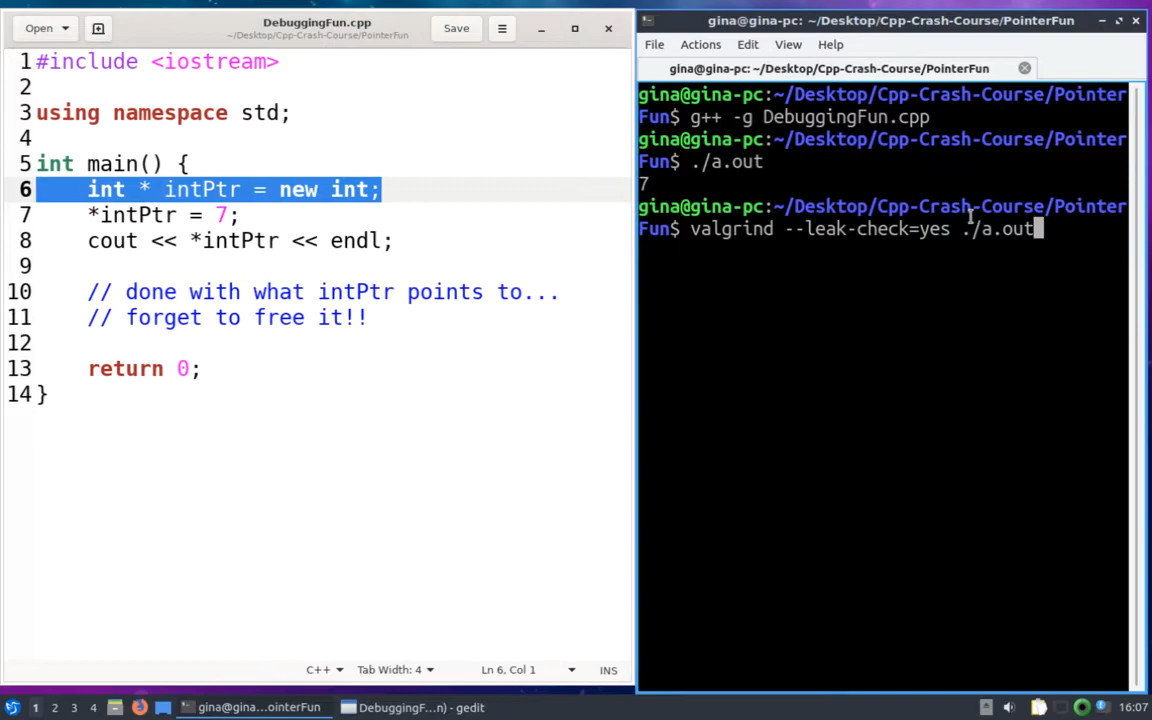 Open
DebuggingFun.cpp
~/Desktop/Cpp-Crash-Course/PointerFun
Save
1 #include <iostream>
2
3 using namespace std;
4
5 int main() {
6     int * intPtr = new int;
7     *intPtr = 7;
8     cout << *intPtr << endl;
9
10     // done with what intPtr points to...
11     // forget to free it!!
12
13     return 0;
14 }
C++
Tab Width: 4
Ln 6, Col 1
INS
gina@gina-pc: ~/Desktop/Cpp-Crash-Course/PointerFun
File Actions Edit View Help
gina@gina-pc: ~/Desktop/Cpp-Crash-Course/PointerFun
gina@gina-pc:~/Desktop/Cpp-Crash-Course/Pointer
Fun$ g++ -g DebuggingFun.cpp
gina@gina-pc:~/Desktop/Cpp-Crash-Course/Pointer
Fun$ ./a.out
7
gina@gina-pc:~/Desktop/Cpp-Crash-Course/Pointer
Fun$ valgrind --leak-check=yes ./a.out
1 2 3 4
gina@gina...ointerFun
DebuggingF...n) - gedit
16:07